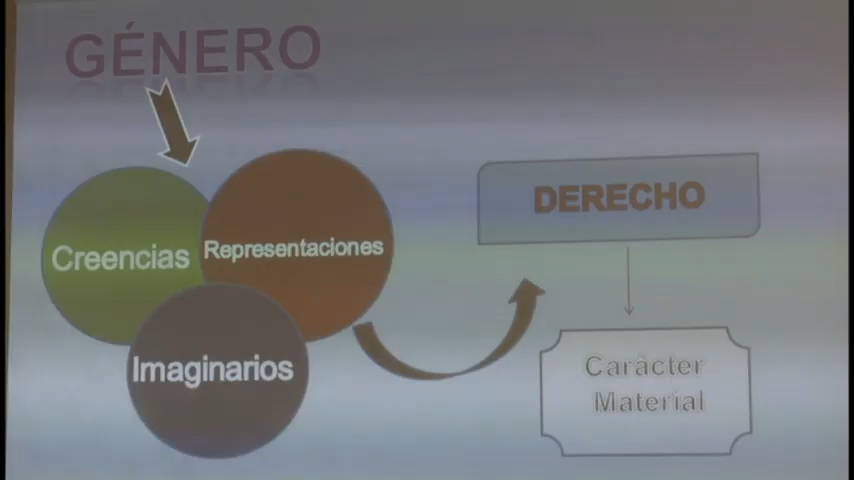 GÉNERO
Creencias
Representaciones
Imaginarios
DERECHO
Carácter
Material